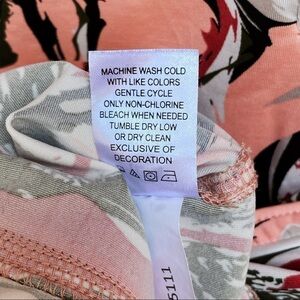 MACHINE WASH COLD
WITH LIKE COLORS
GENTLE CYCLE
ONLY NON-CHLORINE
BLEACH WHEN NEEDED
TUMBLE DRY LOW
OR DRY CLEAN
EXCLUSIVE OF
DECORATION
5111